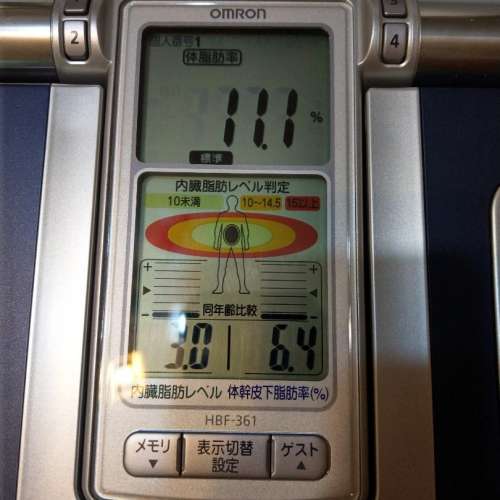 OMRON
2
4
個人番号1
体脂肪率
11.1 %
標準
内臓脂肪レベル判定
10未満 10～14.5 15以上
+ +
同年齢比較
- -
3.0 6.4
内臓脂肪レベル 体幹皮下脂肪率(%)
HBF-361
メモリ 表示切替 ゲスト
▼ 設定 ▲